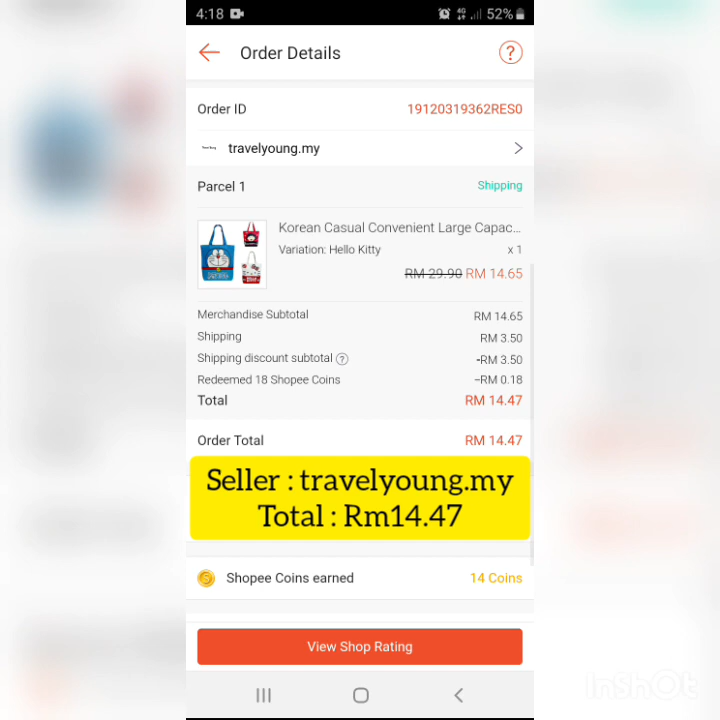 4:18
4G
52%
Order Details
?
Order ID
19120319362RES0
travelyoung.my
Parcel 1
Shipping
Korean Casual Convenient Large Capac...
Variation: Hello Kitty
x 1
RM 29.90 RM 14.65
Merchandise Subtotal
RM 14.65
Shipping
RM 3.50
Shipping discount subtotal ?
-RM 3.50
Redeemed 18 Shopee Coins
-RM 0.18
Total
RM 14.47
Order Total
RM 14.47
Seller : travelyoung.my
Total : Rm14.47
Shopee Coins earned
14 Coins
View Shop Rating
InShOt